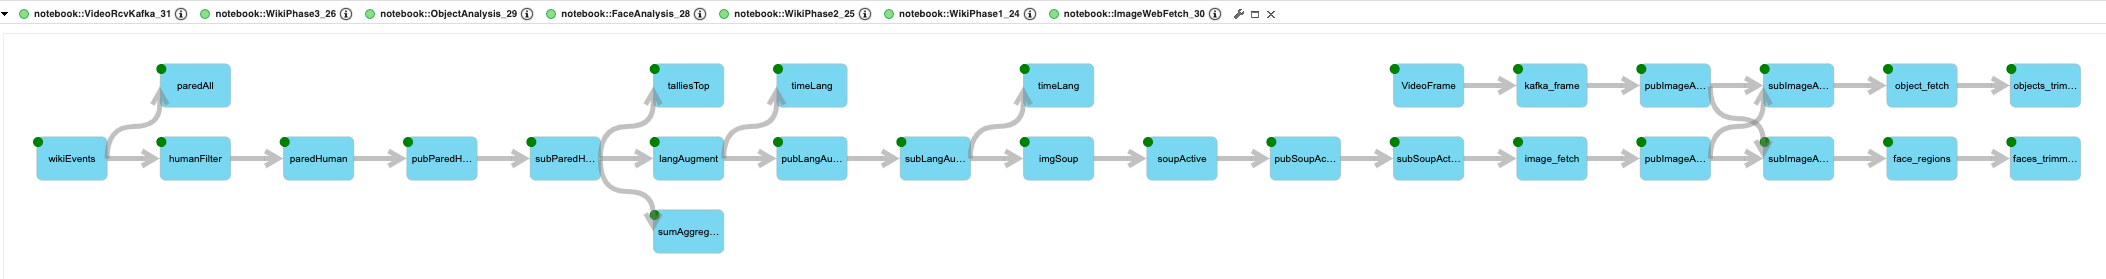 notebook::VideoRcvKafka_31 notebook::WikiPhase3_26 notebook::ObjectAnalysis_29 notebook::FaceAnalysis_28 notebook::WikiPhase2_25 notebook::WikiPhase1_24 notebook::ImageWebFetch_30
paredAll talliesTop timeLang timeLang VideoFrame kafka_frame pubImageA... subImageA... object_fetch objects_trim...
wikiEvents humanFilter paredHuman pubParedH... subParedH... langAugment pubLangAu... subLangAu... imgSoup soupActive pubSoupAc... subSoupAct... image_fetch pubImageA... subImageA... face_regions faces_trimm...
sumAggreg...